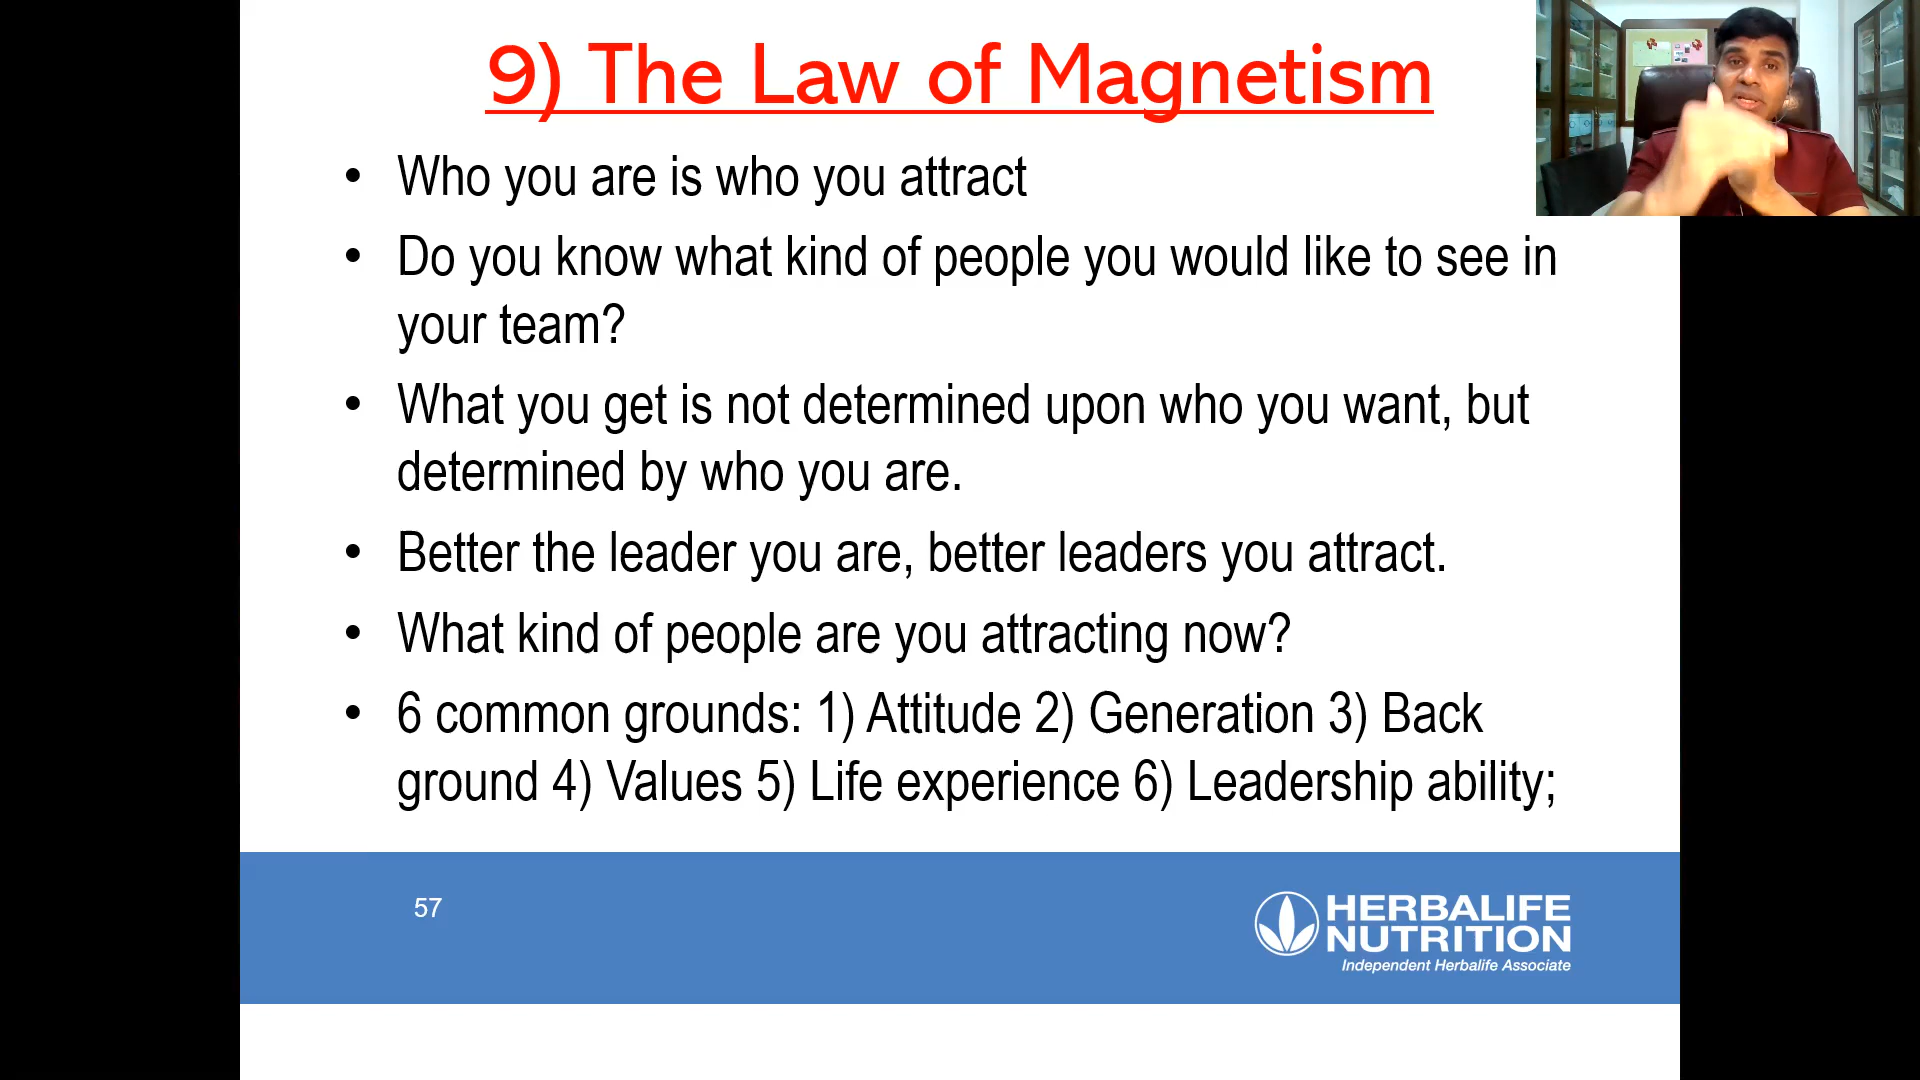 9) The Law of Magnetism
• Who you are is who you attract
• Do you know what kind of people you would like to see in
your team?
• What you get is not determined upon who you want, but
determined by who you are.
• Better the leader you are, better leaders you attract.
• What kind of people are you attracting now?
• 6 common grounds: 1) Attitude 2) Generation 3) Back
ground 4) Values 5) Life experience 6) Leadership ability;
57
HERBALIFE
NUTRITION
Independent Herbalife Associate